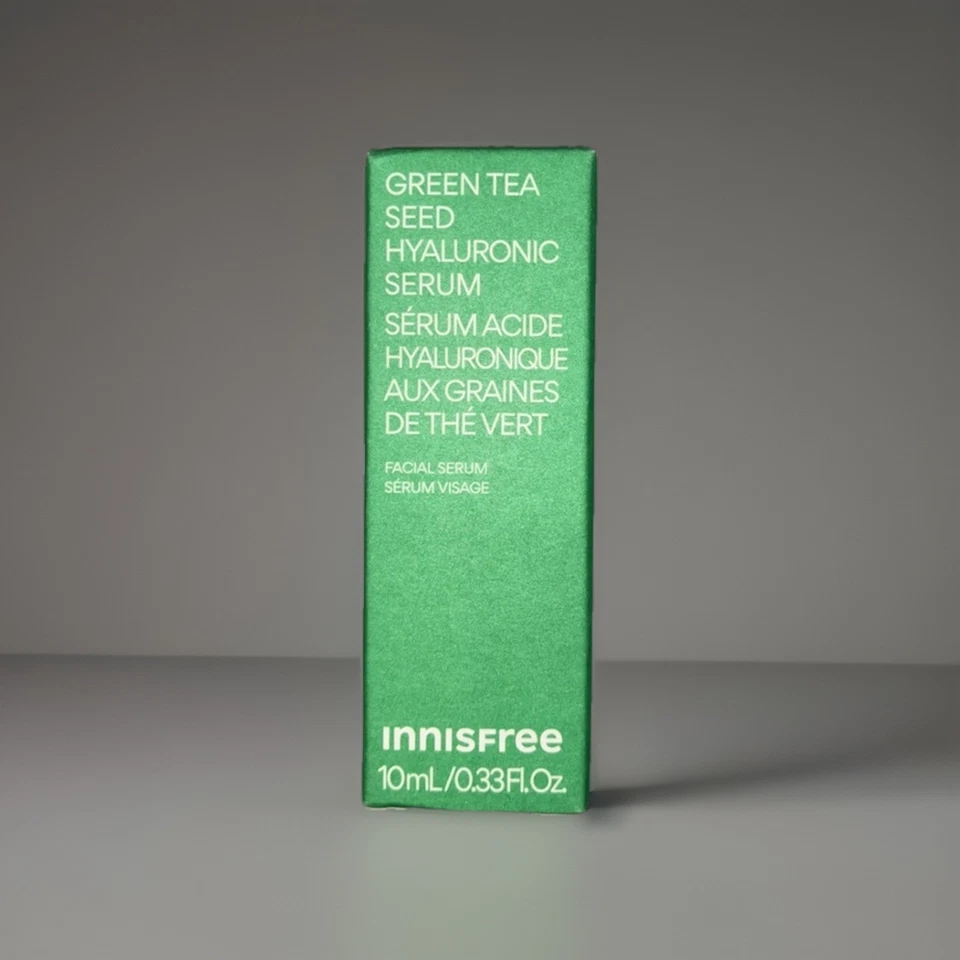 GREEN TEA
SEED
HYALURONIC
SERUM
SÉRUM ACIDE
HYALURONIQUE
AUX GRAINES
DE THÉ VERT
FACIAL SERUM
SÉRUM VISAGE
innisfree
10mL/0.33Fl.Oz.